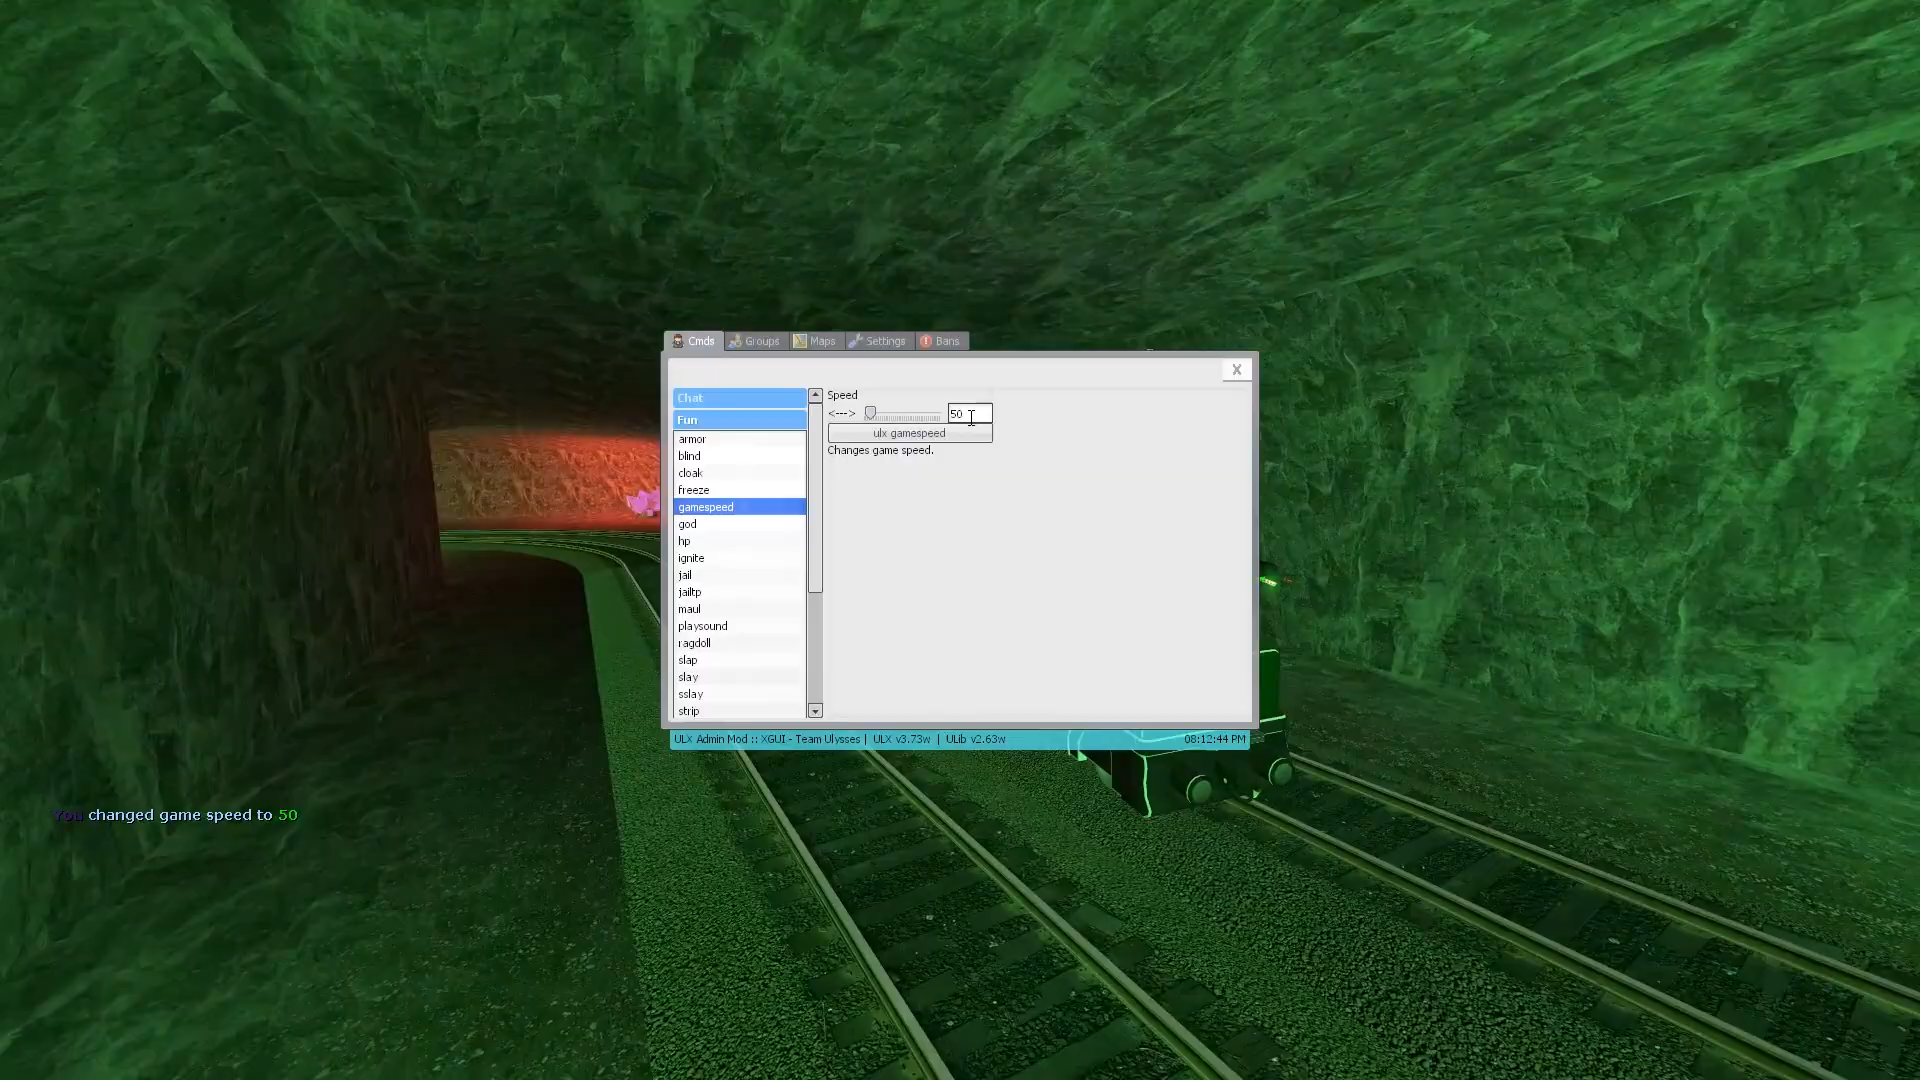 Cmds Groups Maps Settings Bans
X
Chat
Fun
armor
blind
cloak
freeze
gamespeed
god
hp
ignite
jail
jailtp
maul
playsound
ragdoll
slap
slay
sslay
strip
Speed
<---> 50
ulx gamespeed
Changes game speed.
ULX Admin Mod :: XGUI - Team Ulysses | ULX v3.73w | ULib v2.63w 08:12:44 PM
You changed game speed to 50